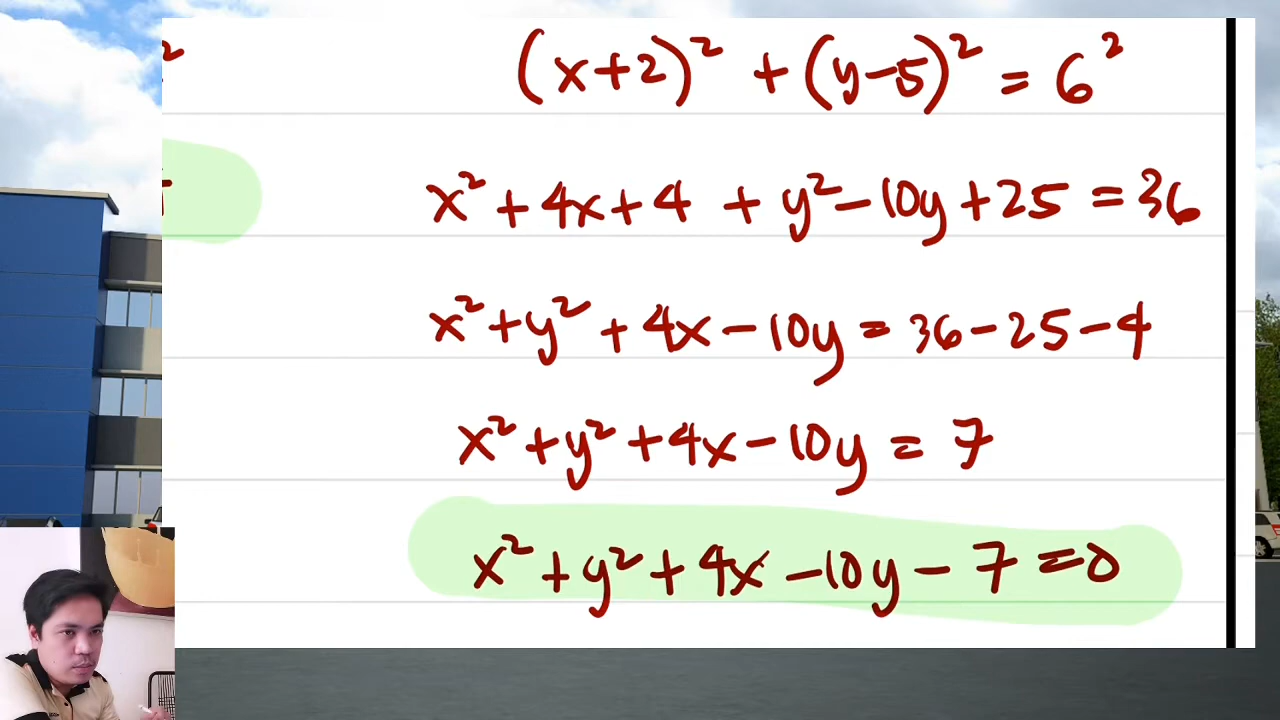 (x+2)² + (y-5)² = 6²
x² + 4x + 4 + y² - 10y + 25 = 36
x² + y² + 4x - 10y = 36 - 25 - 4
x² + y² + 4x - 10y = 7
x² + y² + 4x - 10y - 7 = 0